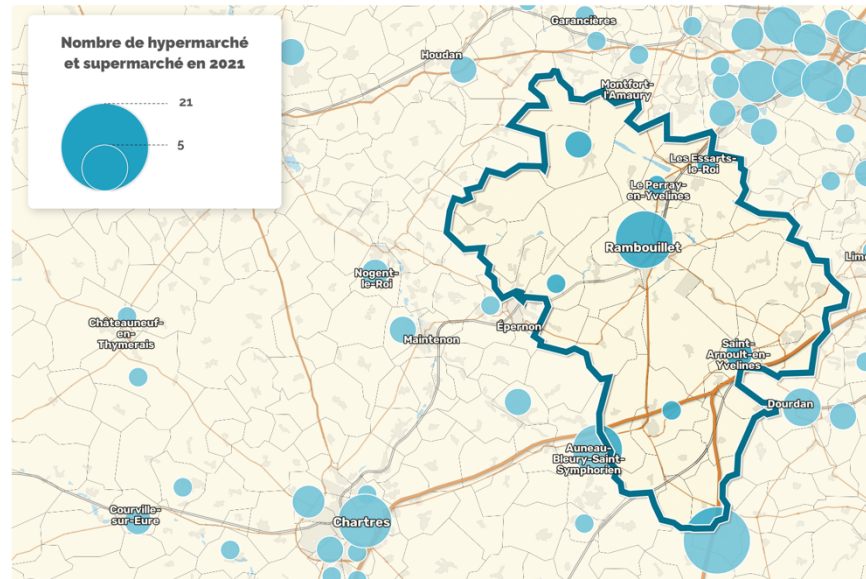 Nombre de hypermarché
et supermarché en 2021
21
5
Garancières
Houdan
Montfort-
l'Amaury
Les Essarts-
le-Roi
Le Perray-
en-Yvelines
Rambouillet
Lim
Nogent-
le-Roi
Châteauneuf-
en-
Thymerais
Épernon
Maintenon
Saint-
Arnoult-en-
Yvelines
Dourdan
Auneau-
Bleury-Saint-
Symphorien
Courville-
sur-Eure
Chartres